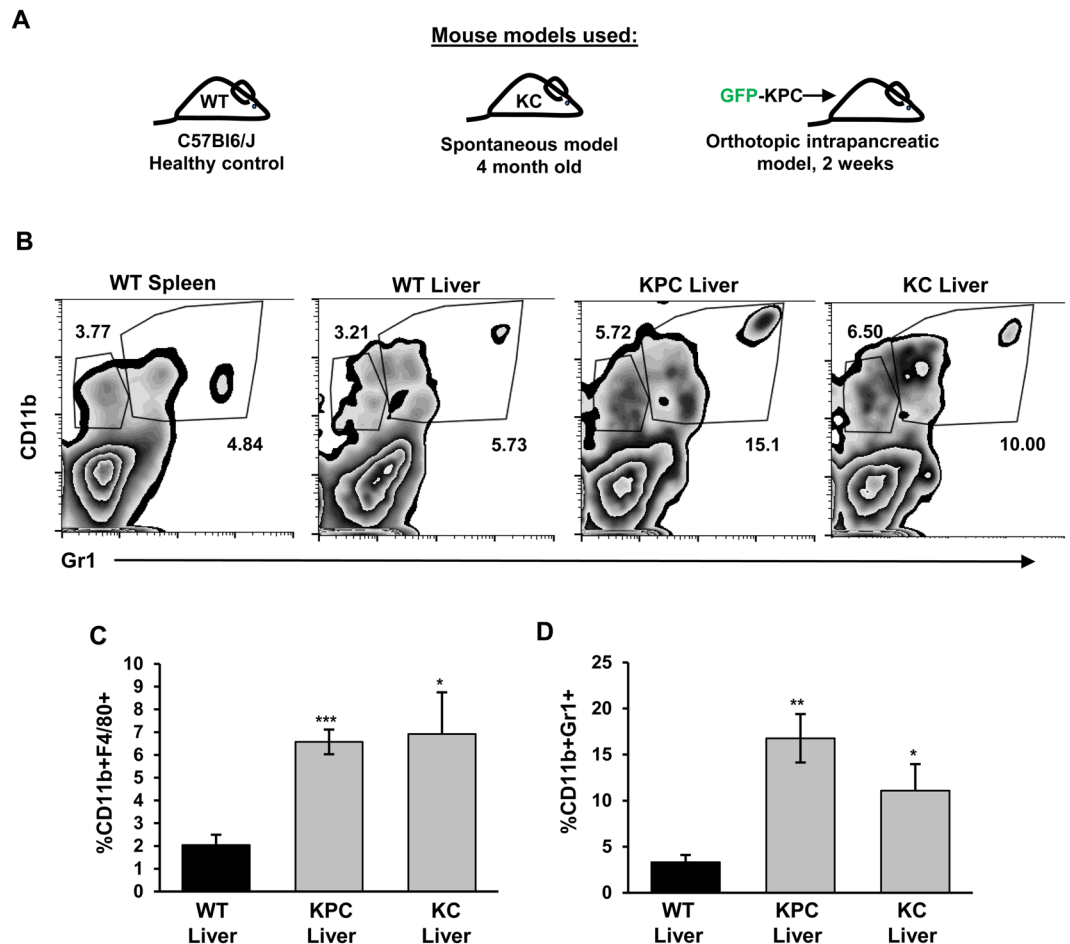 A
Mouse models used:
WT
C57Bl6/J
Healthy control
KC
Spontaneous model
4 month old
GFP-KPC
Orthotopic intrapancreatic
model, 2 weeks
B
WT Spleen
WT Liver
KPC Liver
KC Liver
3.77
4.84
3.21
5.73
5.72
15.1
6.50
10.00
CD11b
Gr1
C
%CD11b+F4/80+
10
9
8
7
6
5
4
3
2
1
0
***
*
WT
Liver
KPC
Liver
KC
Liver
D
%CD11b+Gr1+
25
20
15
10
5
0
**
*
WT
Liver
KPC
Liver
KC
Liver